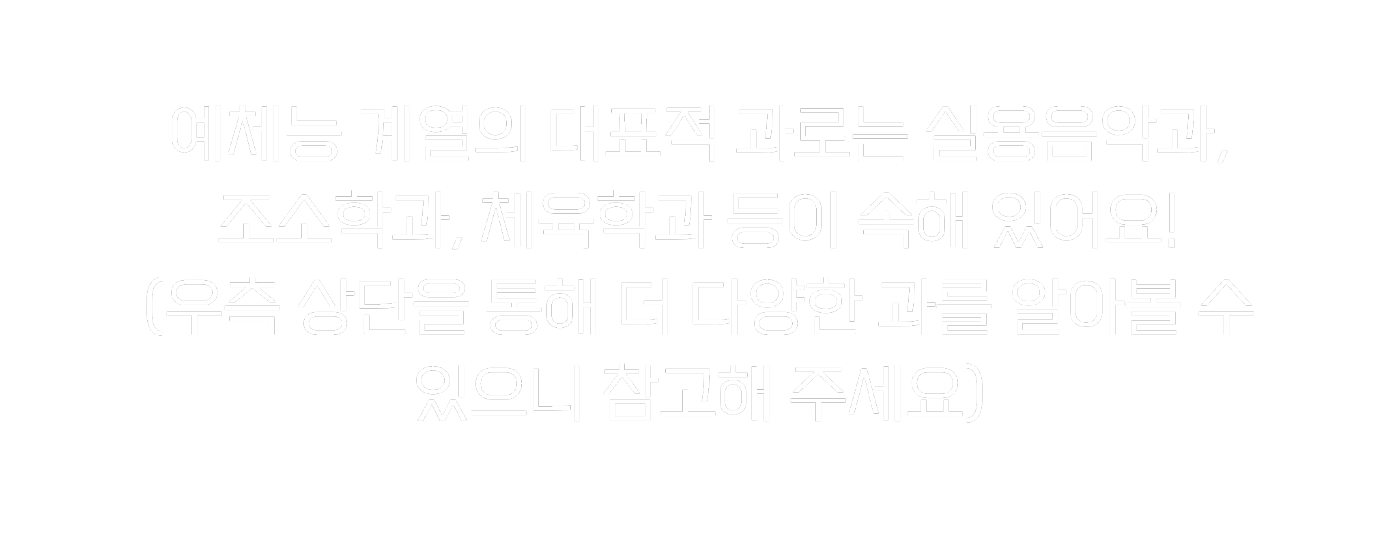 예체능 계열의 대표적 과로는 실용음악과,
조소학과, 체육학과 등이 속해 있어요!
(우측 상단을 통해 더 다양한 과를 알아볼 수
있으니 참고해 주세요)